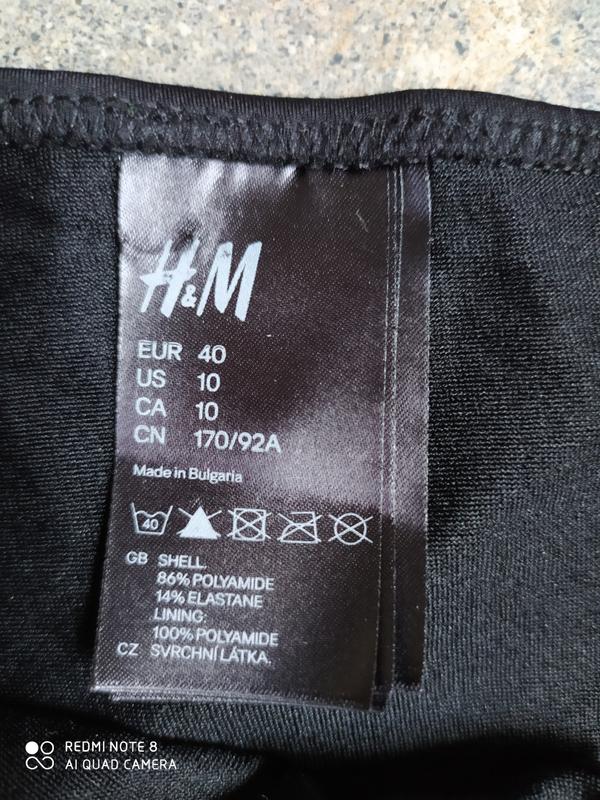 H&M
EUR 40
US 10
CA 10
CN 170/92A
Made in Bulgaria
40
GB SHELL.
86% POLYAMIDE
14% ELASTANE
LINING:
100% POLYAMIDE
CZ SVRCHNÍ LÁTKA.
REDMI NOTE 8
AI QUAD CAMERA